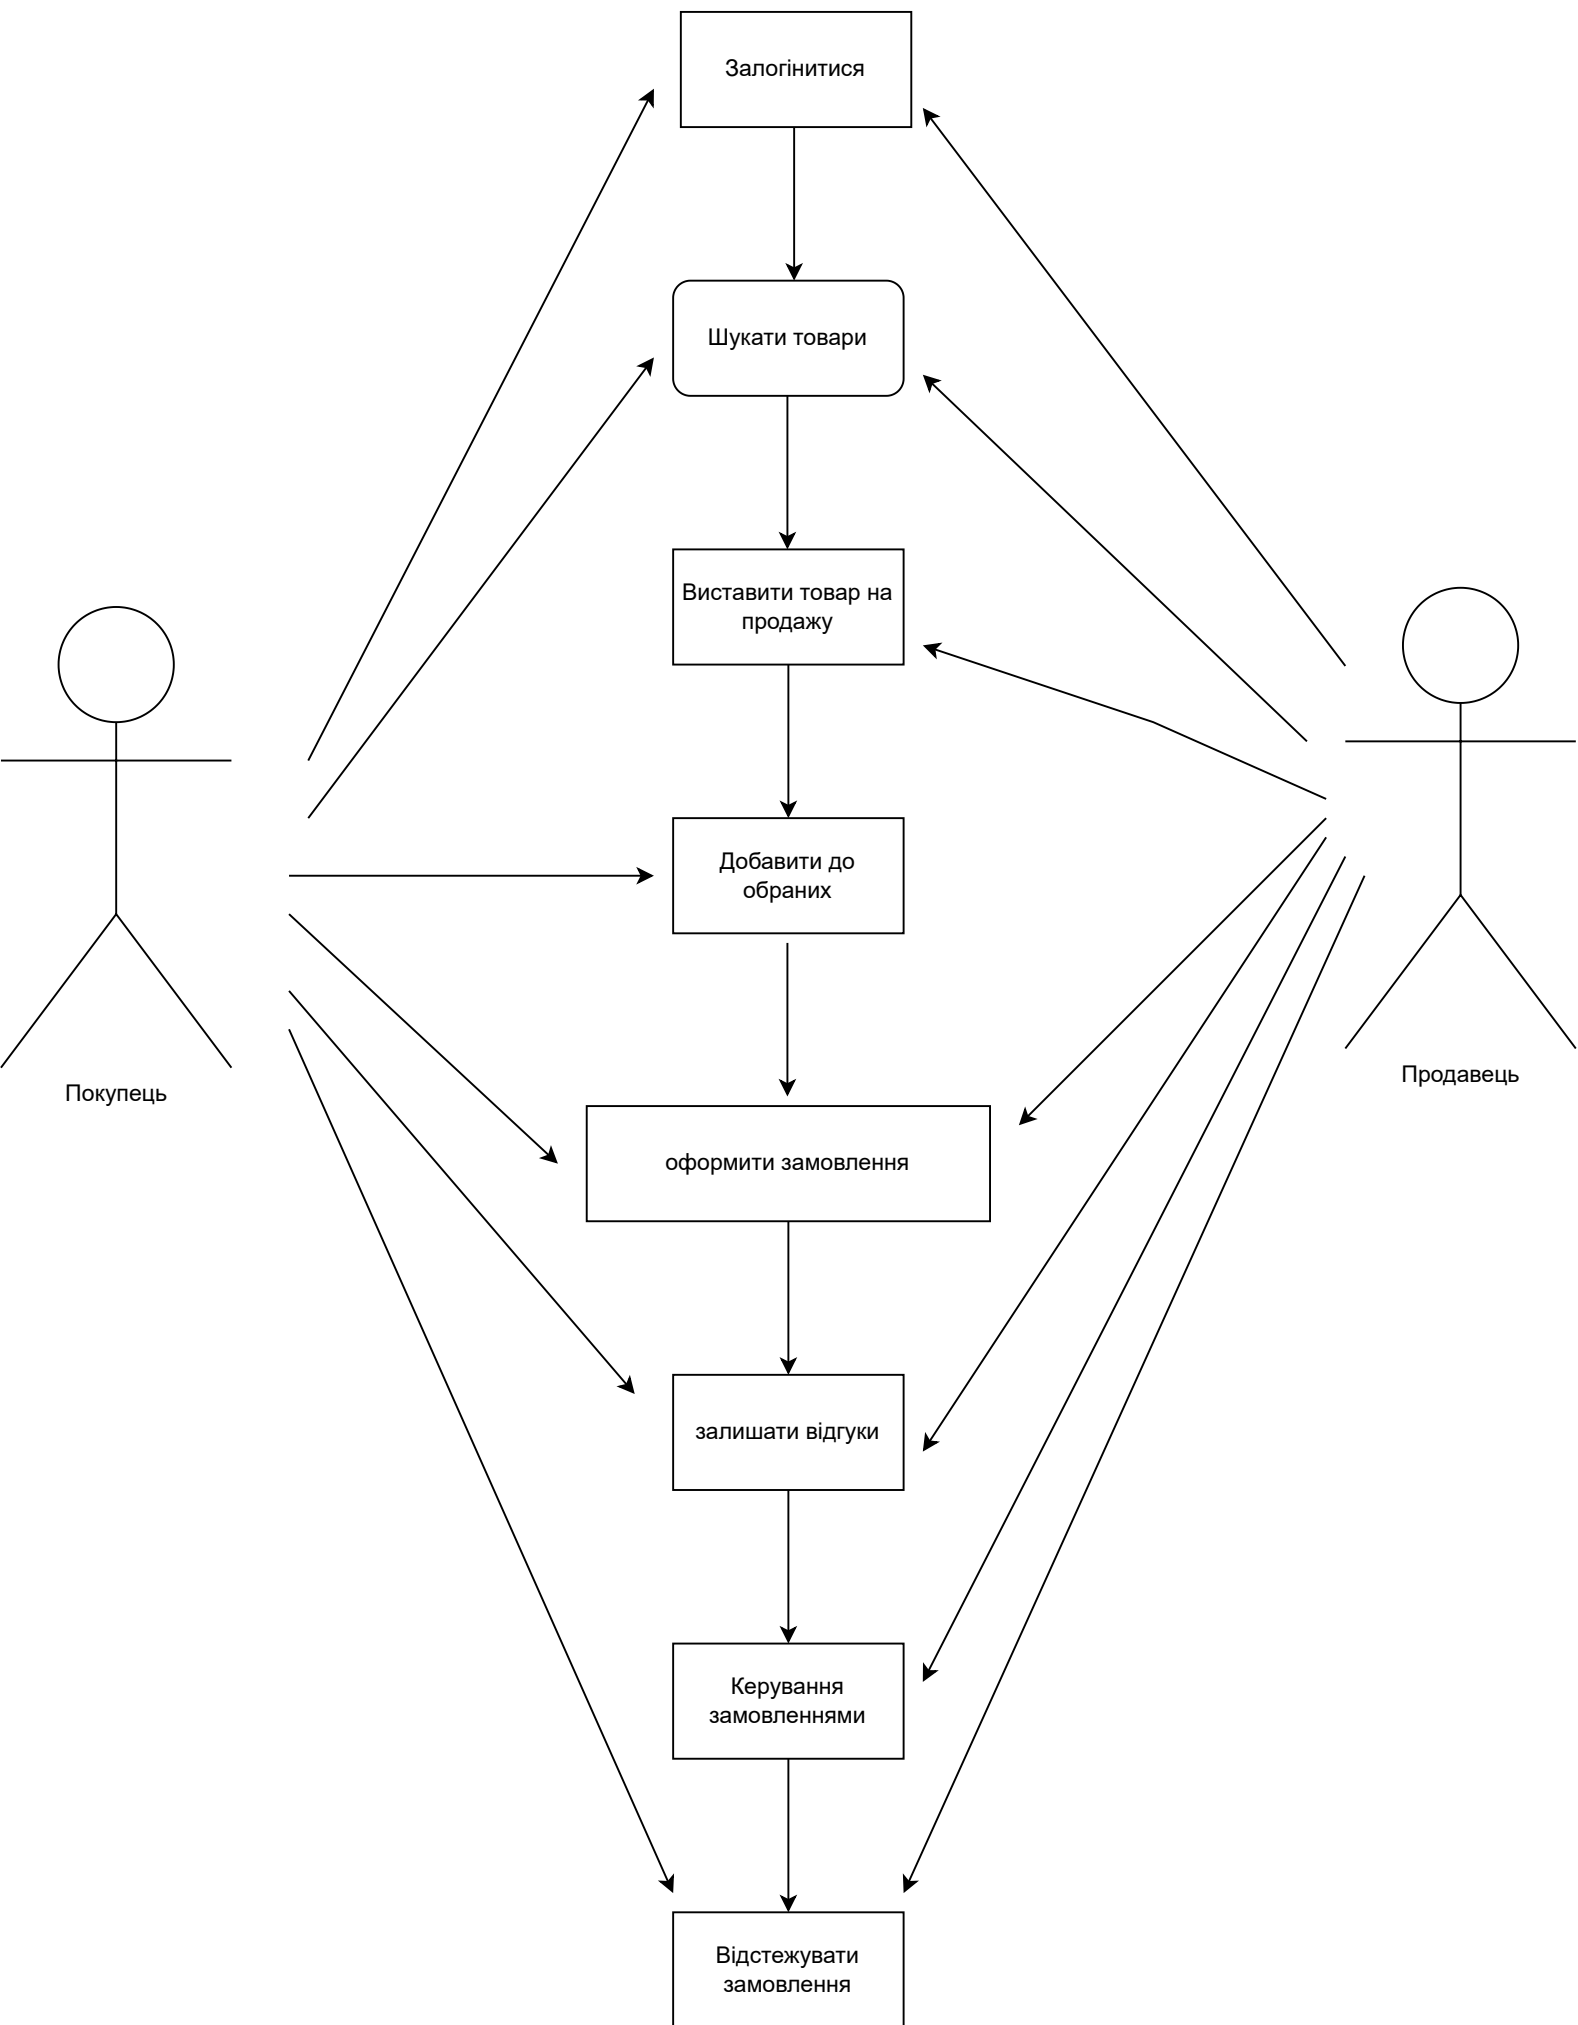 Залогінитися
Шукати товари
Виставити товар на
продажу
Добавити до
обраних
Покупець
Продавець
оформити замовлення
залишати відгуки
Керування
замовленнями
Відстежувати
замовлення